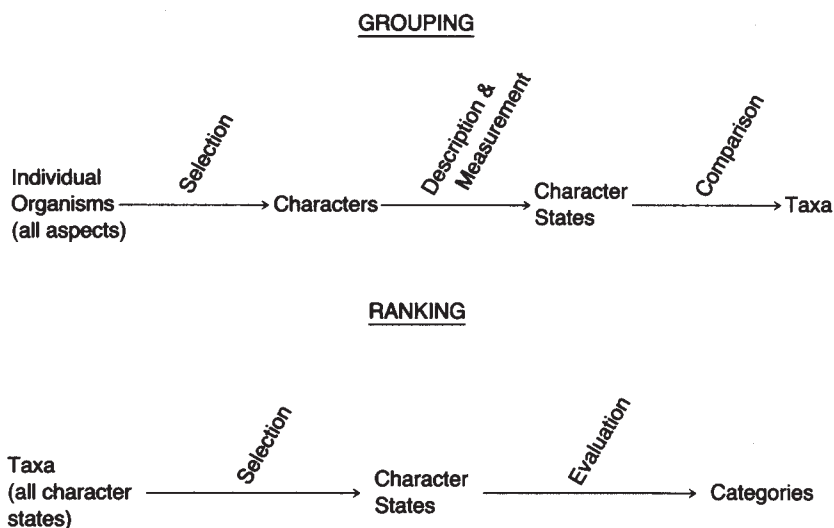 GROUPING
Individual
Organisms
(all aspects)
Selection
Characters
Description &
Measurement
Character
States
Comparison
Taxa
RANKING
Taxa
(all character
states)
Selection
Character
States
Evaluation
Categories